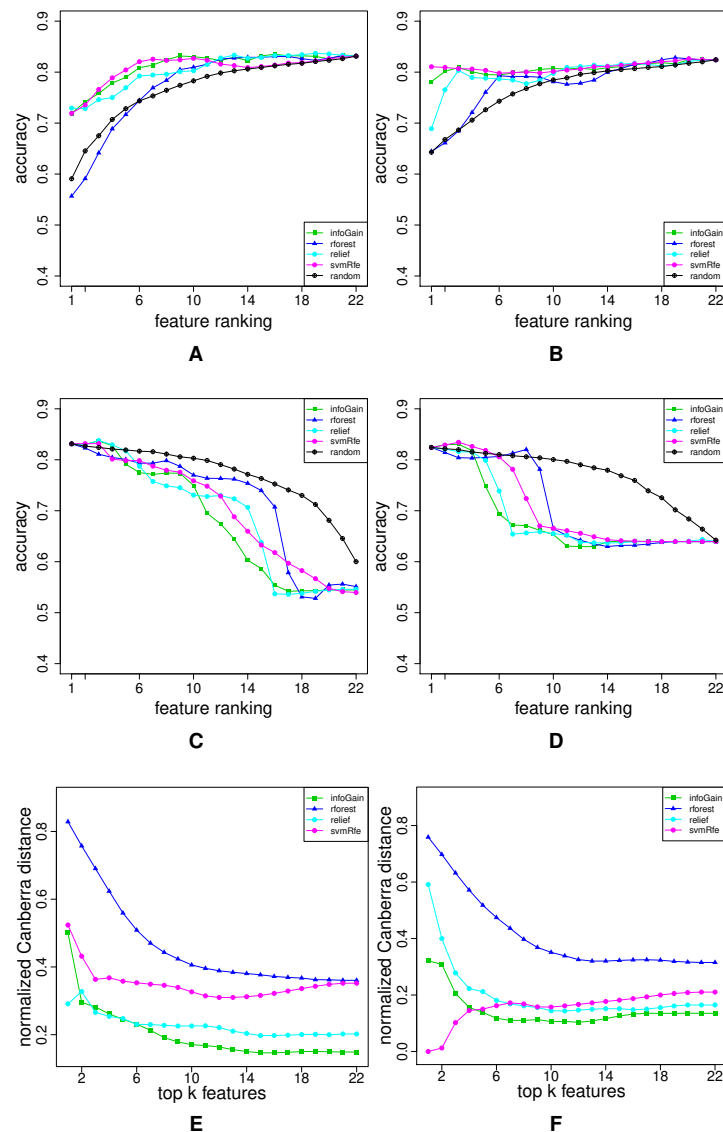 0.9
0.8
0.7
0.6
0.5
0.4
accuracy
1 6 10 14 18 22
feature ranking
infoGain
rforest
relief
svmRfe
random
A
0.9
0.8
0.7
0.6
0.5
0.4
accuracy
1 6 10 14 18 22
feature ranking
infoGain
rforest
relief
svmRfe
random
B
0.9
0.8
0.7
0.6
0.5
0.4
accuracy
1 6 10 14 18 22
feature ranking
infoGain
rforest
relief
svmRfe
random
C
0.9
0.8
0.7
0.6
0.5
0.4
accuracy
1 6 10 14 18 22
feature ranking
infoGain
rforest
relief
svmRfe
random
D
0.8
0.6
0.4
0.2
normalized Canberra distance
2 6 10 14 18 22
top k features
infoGain
rforest
relief
svmRfe
E
0.8
0.6
0.4
0.2
0.0
normalized Canberra distance
2 6 10 14 18 22
top k features
infoGain
rforest
relief
svmRfe
F